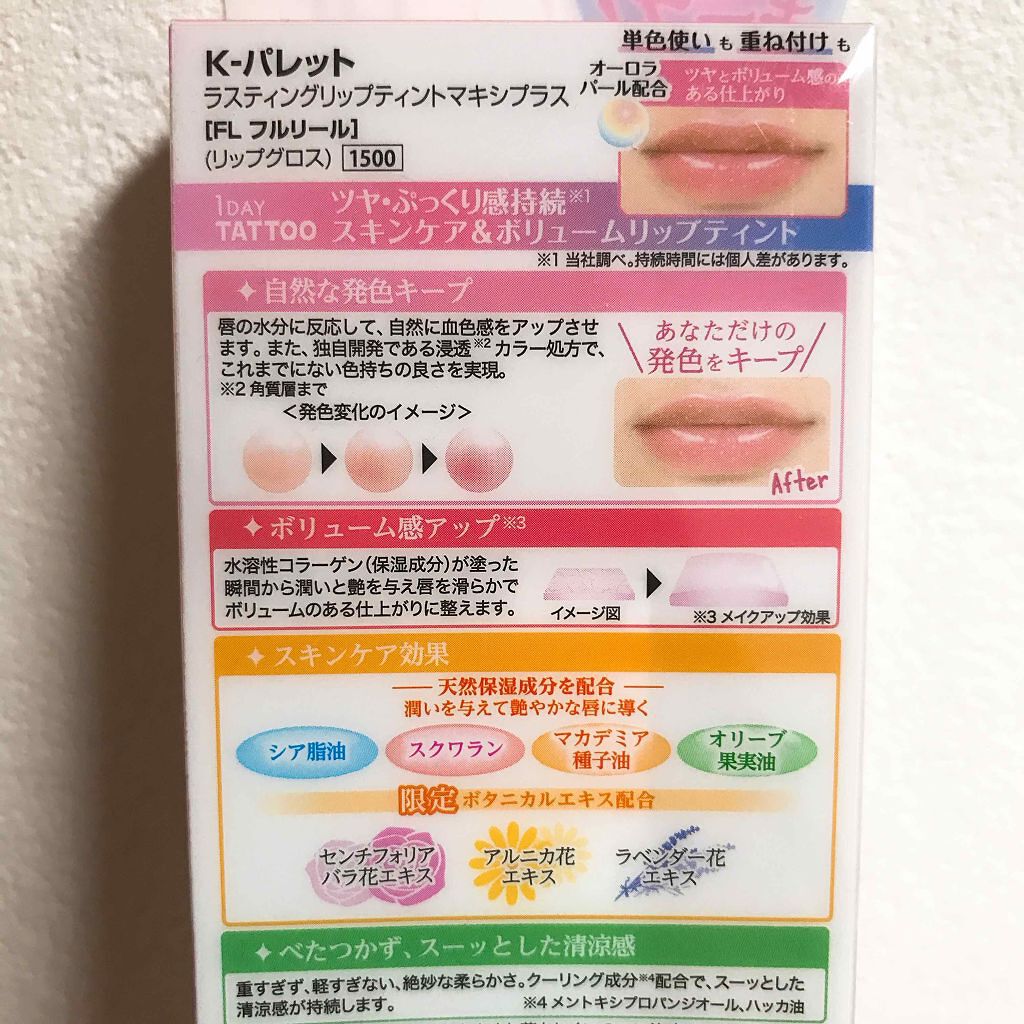 単色使いも重ね付けも
K-パレット
ラスティングリップティントマキシプラス
[FL フルリール]
(リップグロス) 1500
オーロラ
パール配合
ツヤとボリューム感の
ある仕上がり
1DAY
TATTOO
ツヤ・ぷっくり感持続※1
スキンケア&ボリュームリップティント
※1 当社調べ。持続時間には個人差があります。
自然な発色キープ
唇の水分に反応して、自然に血色感をアップさせ
ます。また、独自開発である浸透※2カラー処方で、
これまでにない色持ちの良さを実現。
※2 角質層まで
<発色変化のイメージ>
あなただけの
発色をキープ
After
ボリューム感アップ※3
水溶性コラーゲン(保湿成分)が塗った
瞬間から潤いと艶を与え唇を滑らかで
ボリュームのある仕上がりに整えます。
イメージ図
※3 メイクアップ効果
スキンケア効果
天然保湿成分を配合
潤いを与えて艶やかな唇に導く
シア脂油
スクワラン
マカデミア
種子油
オリーブ
果実油
限定ボタニカルエキス配合
センチフォリア
バラ花エキス
アルニカ花
エキス
ラベンダー花
エキス
べたつかず、スーッとした清涼感
重すぎず、軽すぎない、絶妙な柔らかさ。クーリング成分※4配合で、スーッとした
清涼感が持続します。
※4 メントキシプロパンジオール、ハッカ油